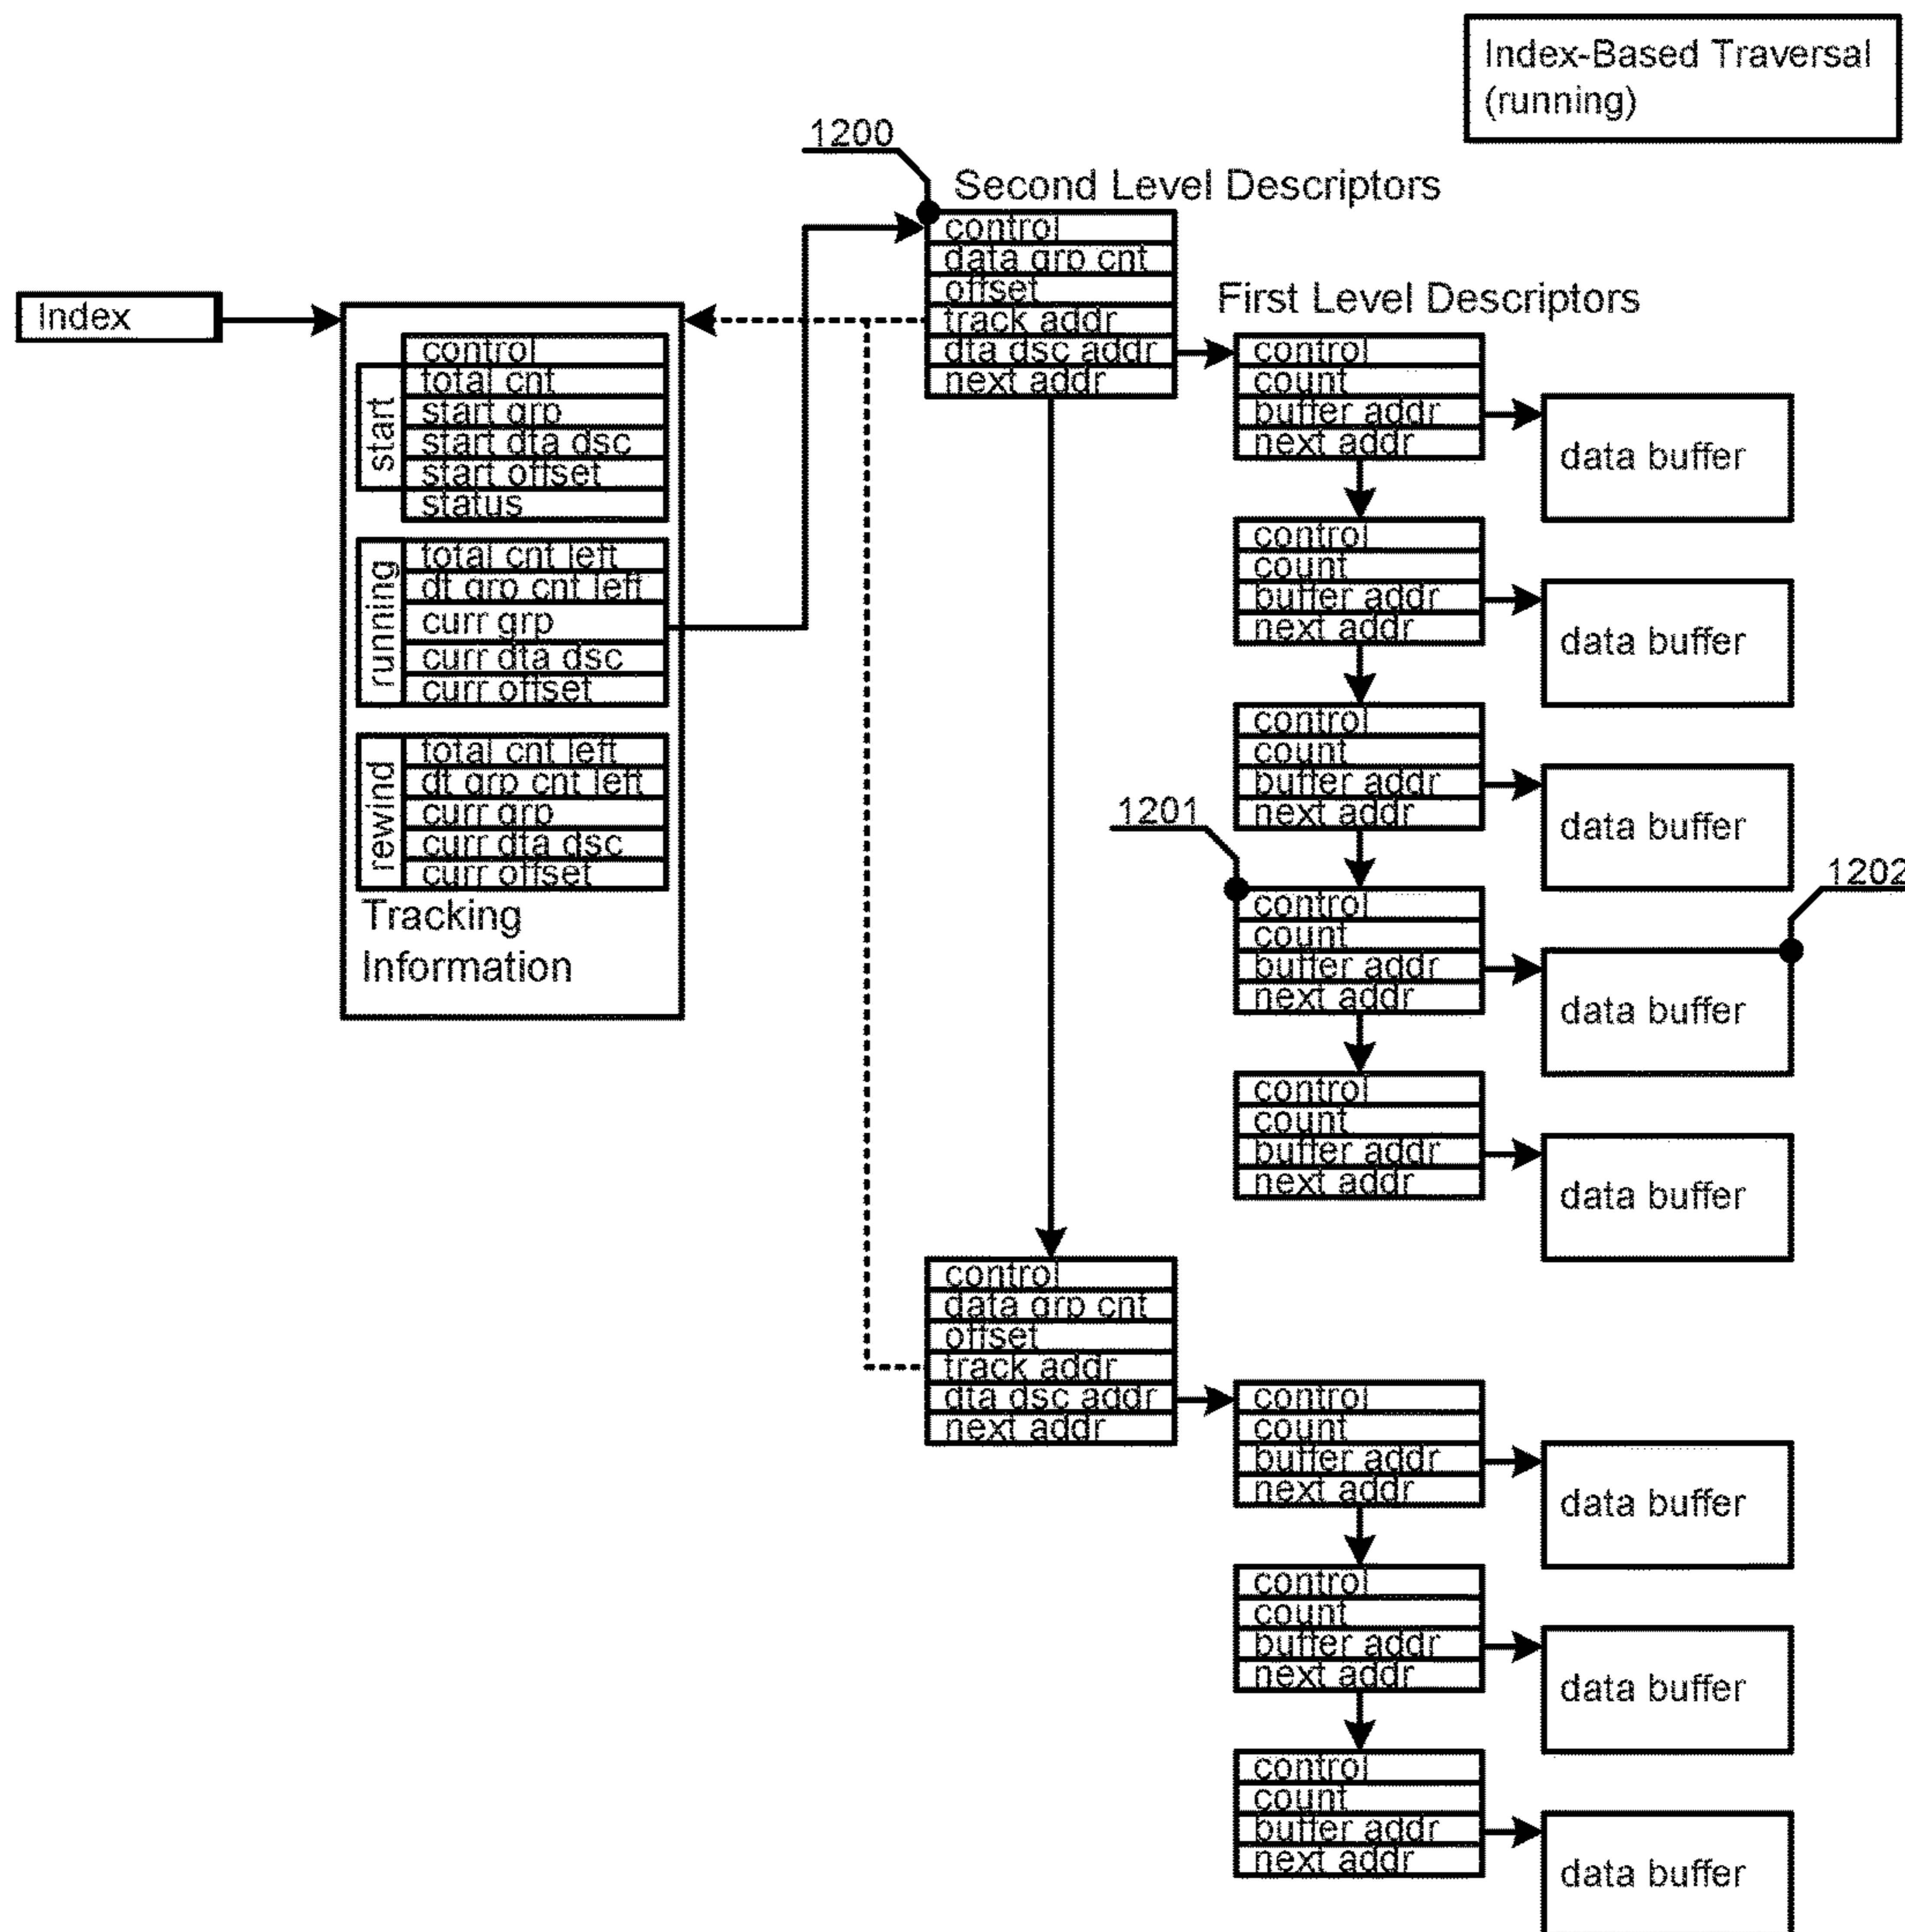 Index-Based Traversal
(running)
1200
Second Level Descriptors
control
data grp cnt
offset
track addr
dta dsc addr
next addr
Index
control
start
total cnt
start grp
start dta dsc
start offset
status
running
total cnt left
dt grp cnt left
curr grp
curr dta dsc
curr offset
rewind
total cnt left
dt grp cnt left
curr grp
curr dta dsc
curr offset
Tracking
Information
First Level Descriptors
control
count
buffer addr
next addr
data buffer
control
count
buffer addr
next addr
data buffer
control
count
buffer addr
next addr
data buffer
1201
1202
control
count
buffer addr
next addr
data buffer
control
count
buffer addr
next addr
data buffer
control
data grp cnt
offset
track addr
dta dsc addr
next addr
control
count
buffer addr
next addr
data buffer
control
count
buffer addr
next addr
data buffer
control
count
buffer addr
next addr
data buffer